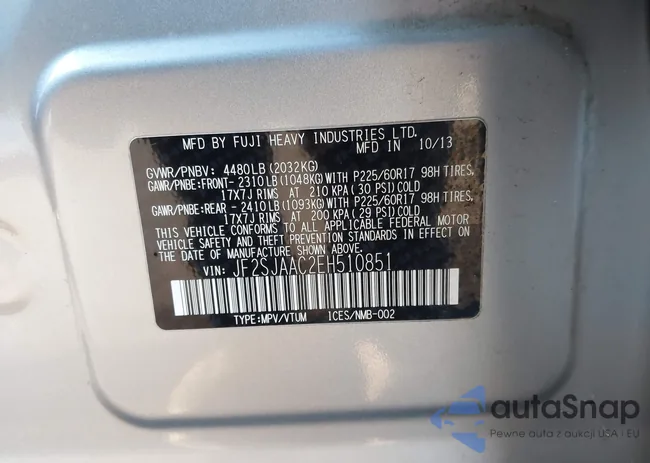 MFD BY FUJI HEAVY INDUSTRIES LTD.
MFD IN 10/13
GVWR/PNBV: 4480LB(2032KG)
GAWR/PNBE:FRONT- 2310LB(1048KG)WITH P225/60R17 98H TIRES,
17X7J RIMS AT 210 KPA (30 PSI)COLD
GAWR/PNBE:REAR - 2410LB(1093KG)WITH P225/60R17 98H TIRES,
17X7J RIMS AT 200 KPA (29 PSI)COLD
THIS VEHICLE CONFORMS TO ALL APPLICABLE FEDERAL MOTOR
VEHICLE SAFETY AND THEFT PREVENTION STANDARDS IN EFFECT ON
THE DATE OF MANUFACTURE SHOWN ABOVE.
VIN: JF2SJAAC2EH510851
TYPE:MPV/VTUM 1CES/NMB-002
autoSnap
Pewne auta z aukcji USA i EU